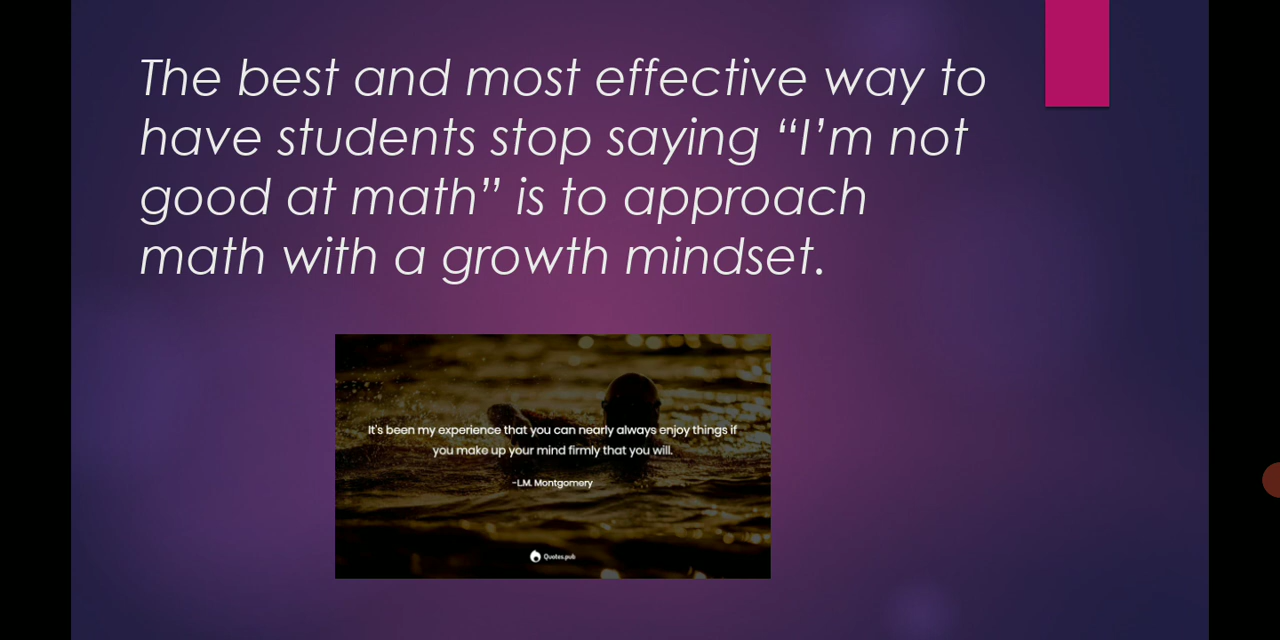 The best and most effective way to
have students stop saying “I’m not
good at math” is to approach
math with a growth mindset.
It's been my experience that you can nearly always enjoy things if
you make up your mind firmly that you will.
-L.M. Montgomery
Quotes.pub